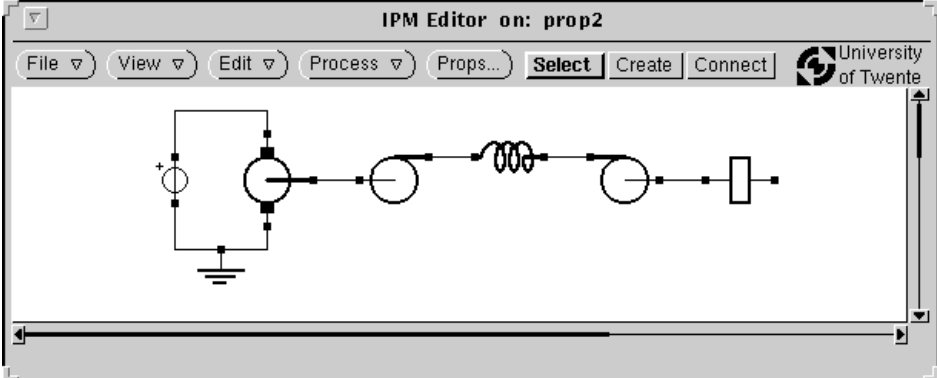 IPM Editor on: prop2
File View Edit Process Props... Select Create Connect
University
of Twente
+